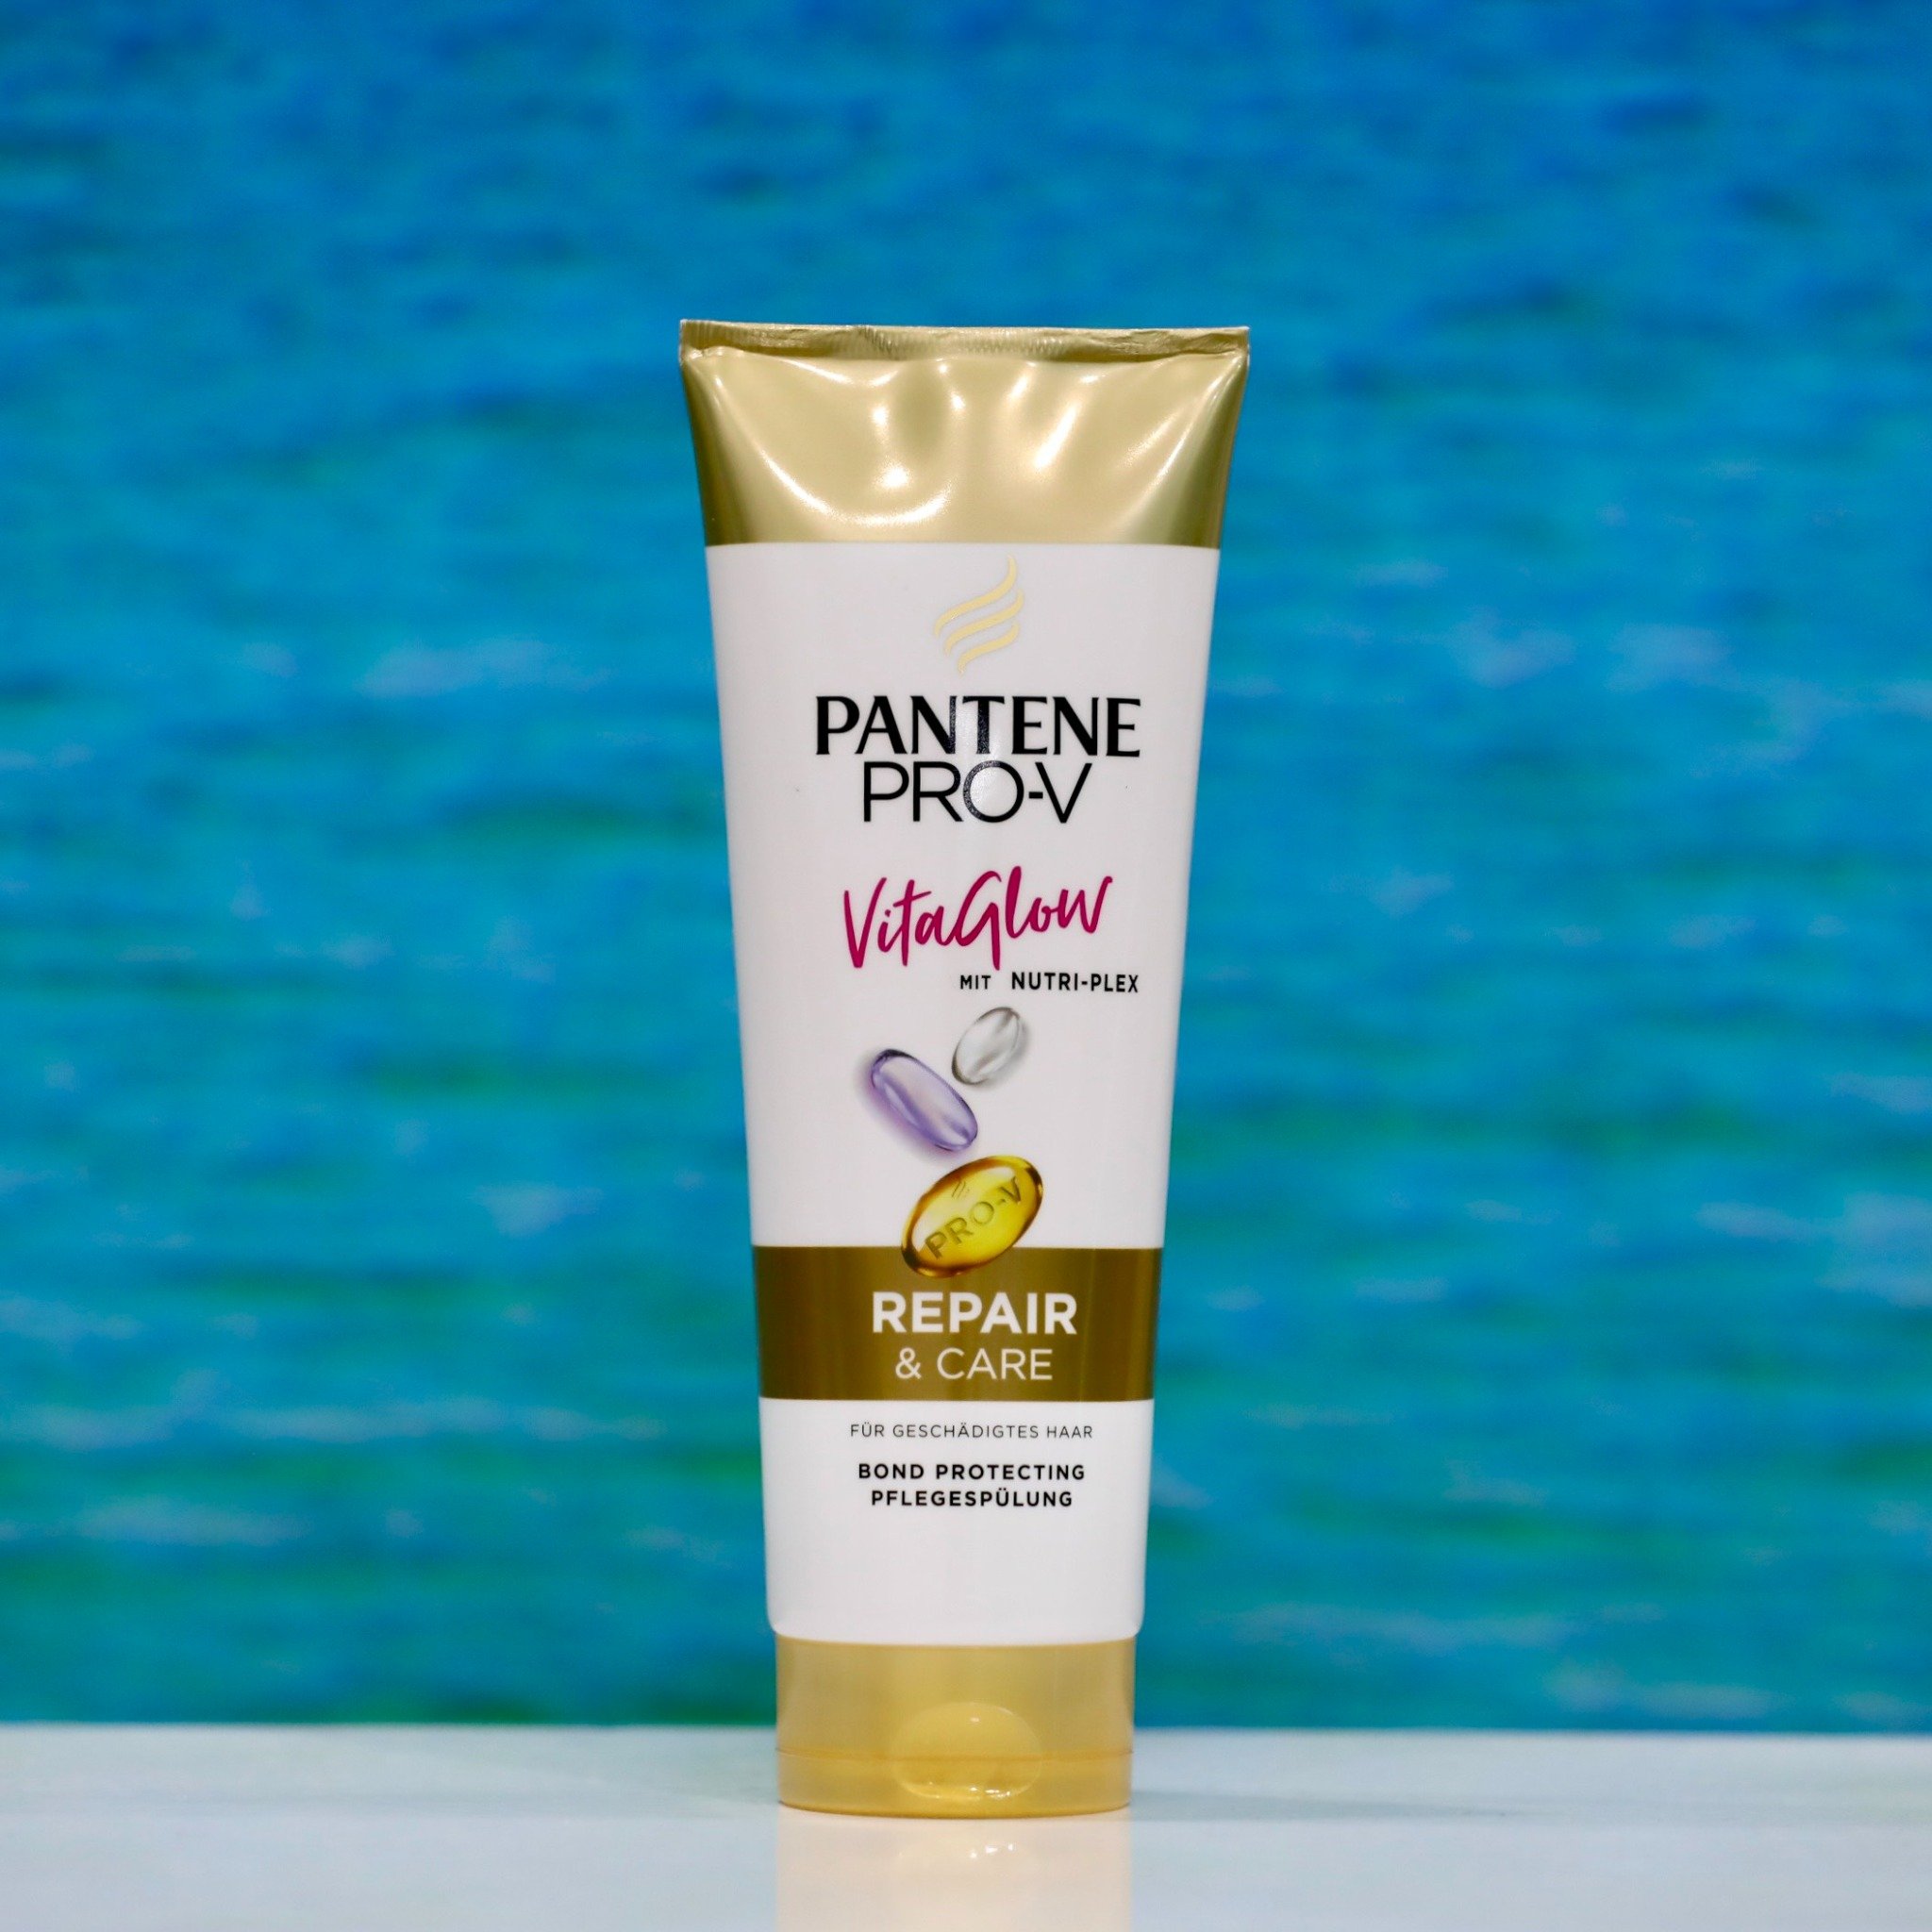 PANTENE
PRO-V
VitaGlow
MIT NUTRI-PLEX
PRO-V
REPAIR
& CARE
FÜR GESCHÄDIGTES HAAR
BOND PROTECTING
PFLEGESPÜLUNG